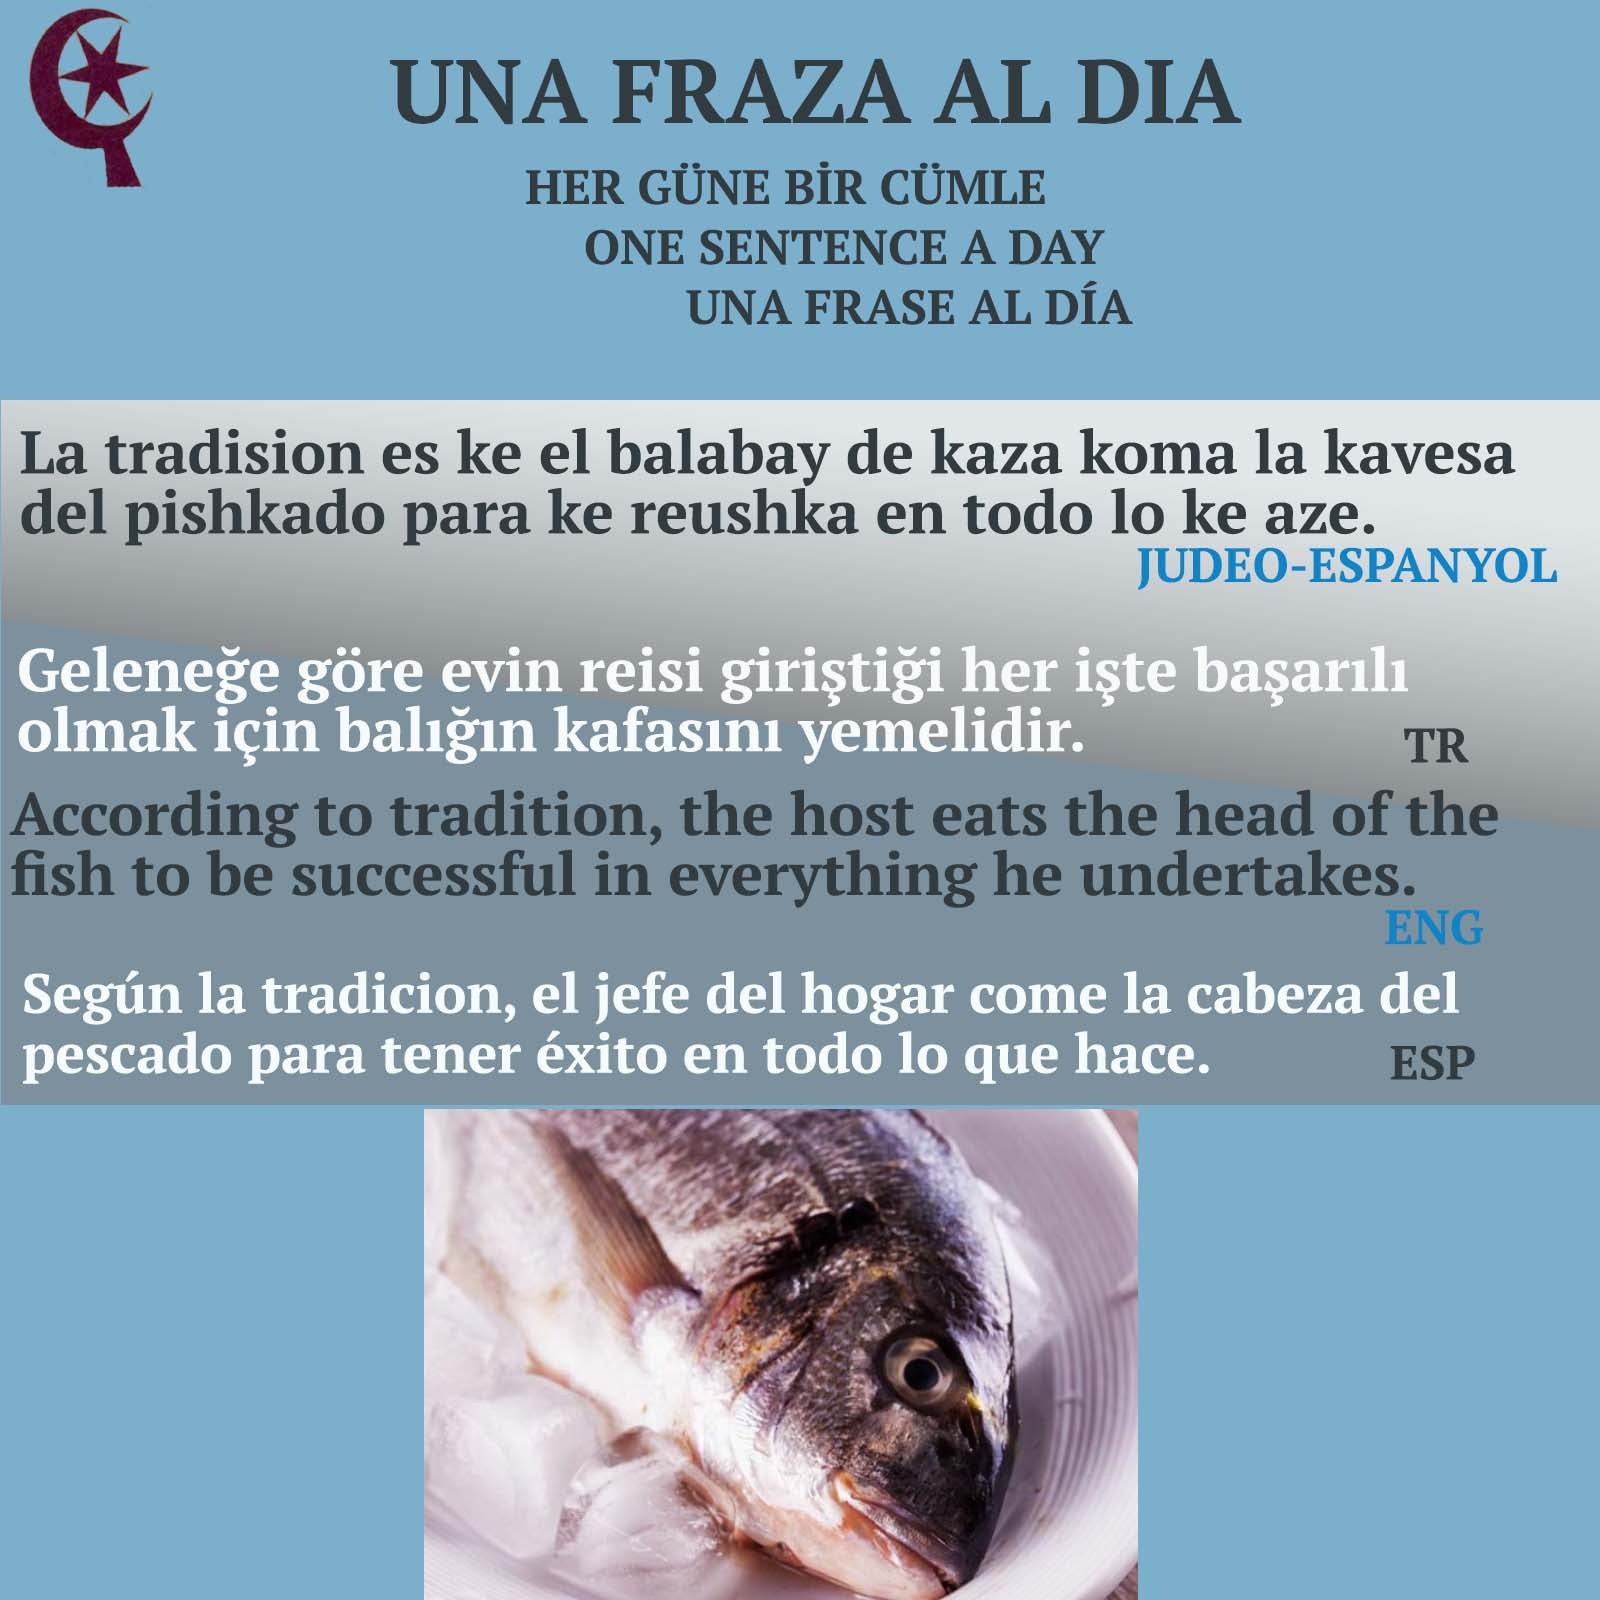 UNA FRAZA AL DIA
HER GÜNE BİR CÜMLE
ONE SENTENCE A DAY
UNA FRASE AL DÍA
La tradision es ke el balabay de kaza koma la kavesa
del pishkado para ke reushka en todo lo ke aze.
JUDEO-ESPANYOL
Geleneğe göre evin reisi giriştiği her işte başarılı
olmak için balığın kafasını yemelidir.
TR
According to tradition, the host eats the head of the
fish to be successful in everything he undertakes.
ENG
Según la tradicion, el jefe del hogar come la cabeza del
pescado para tener éxito en todo lo que hace.
ESP